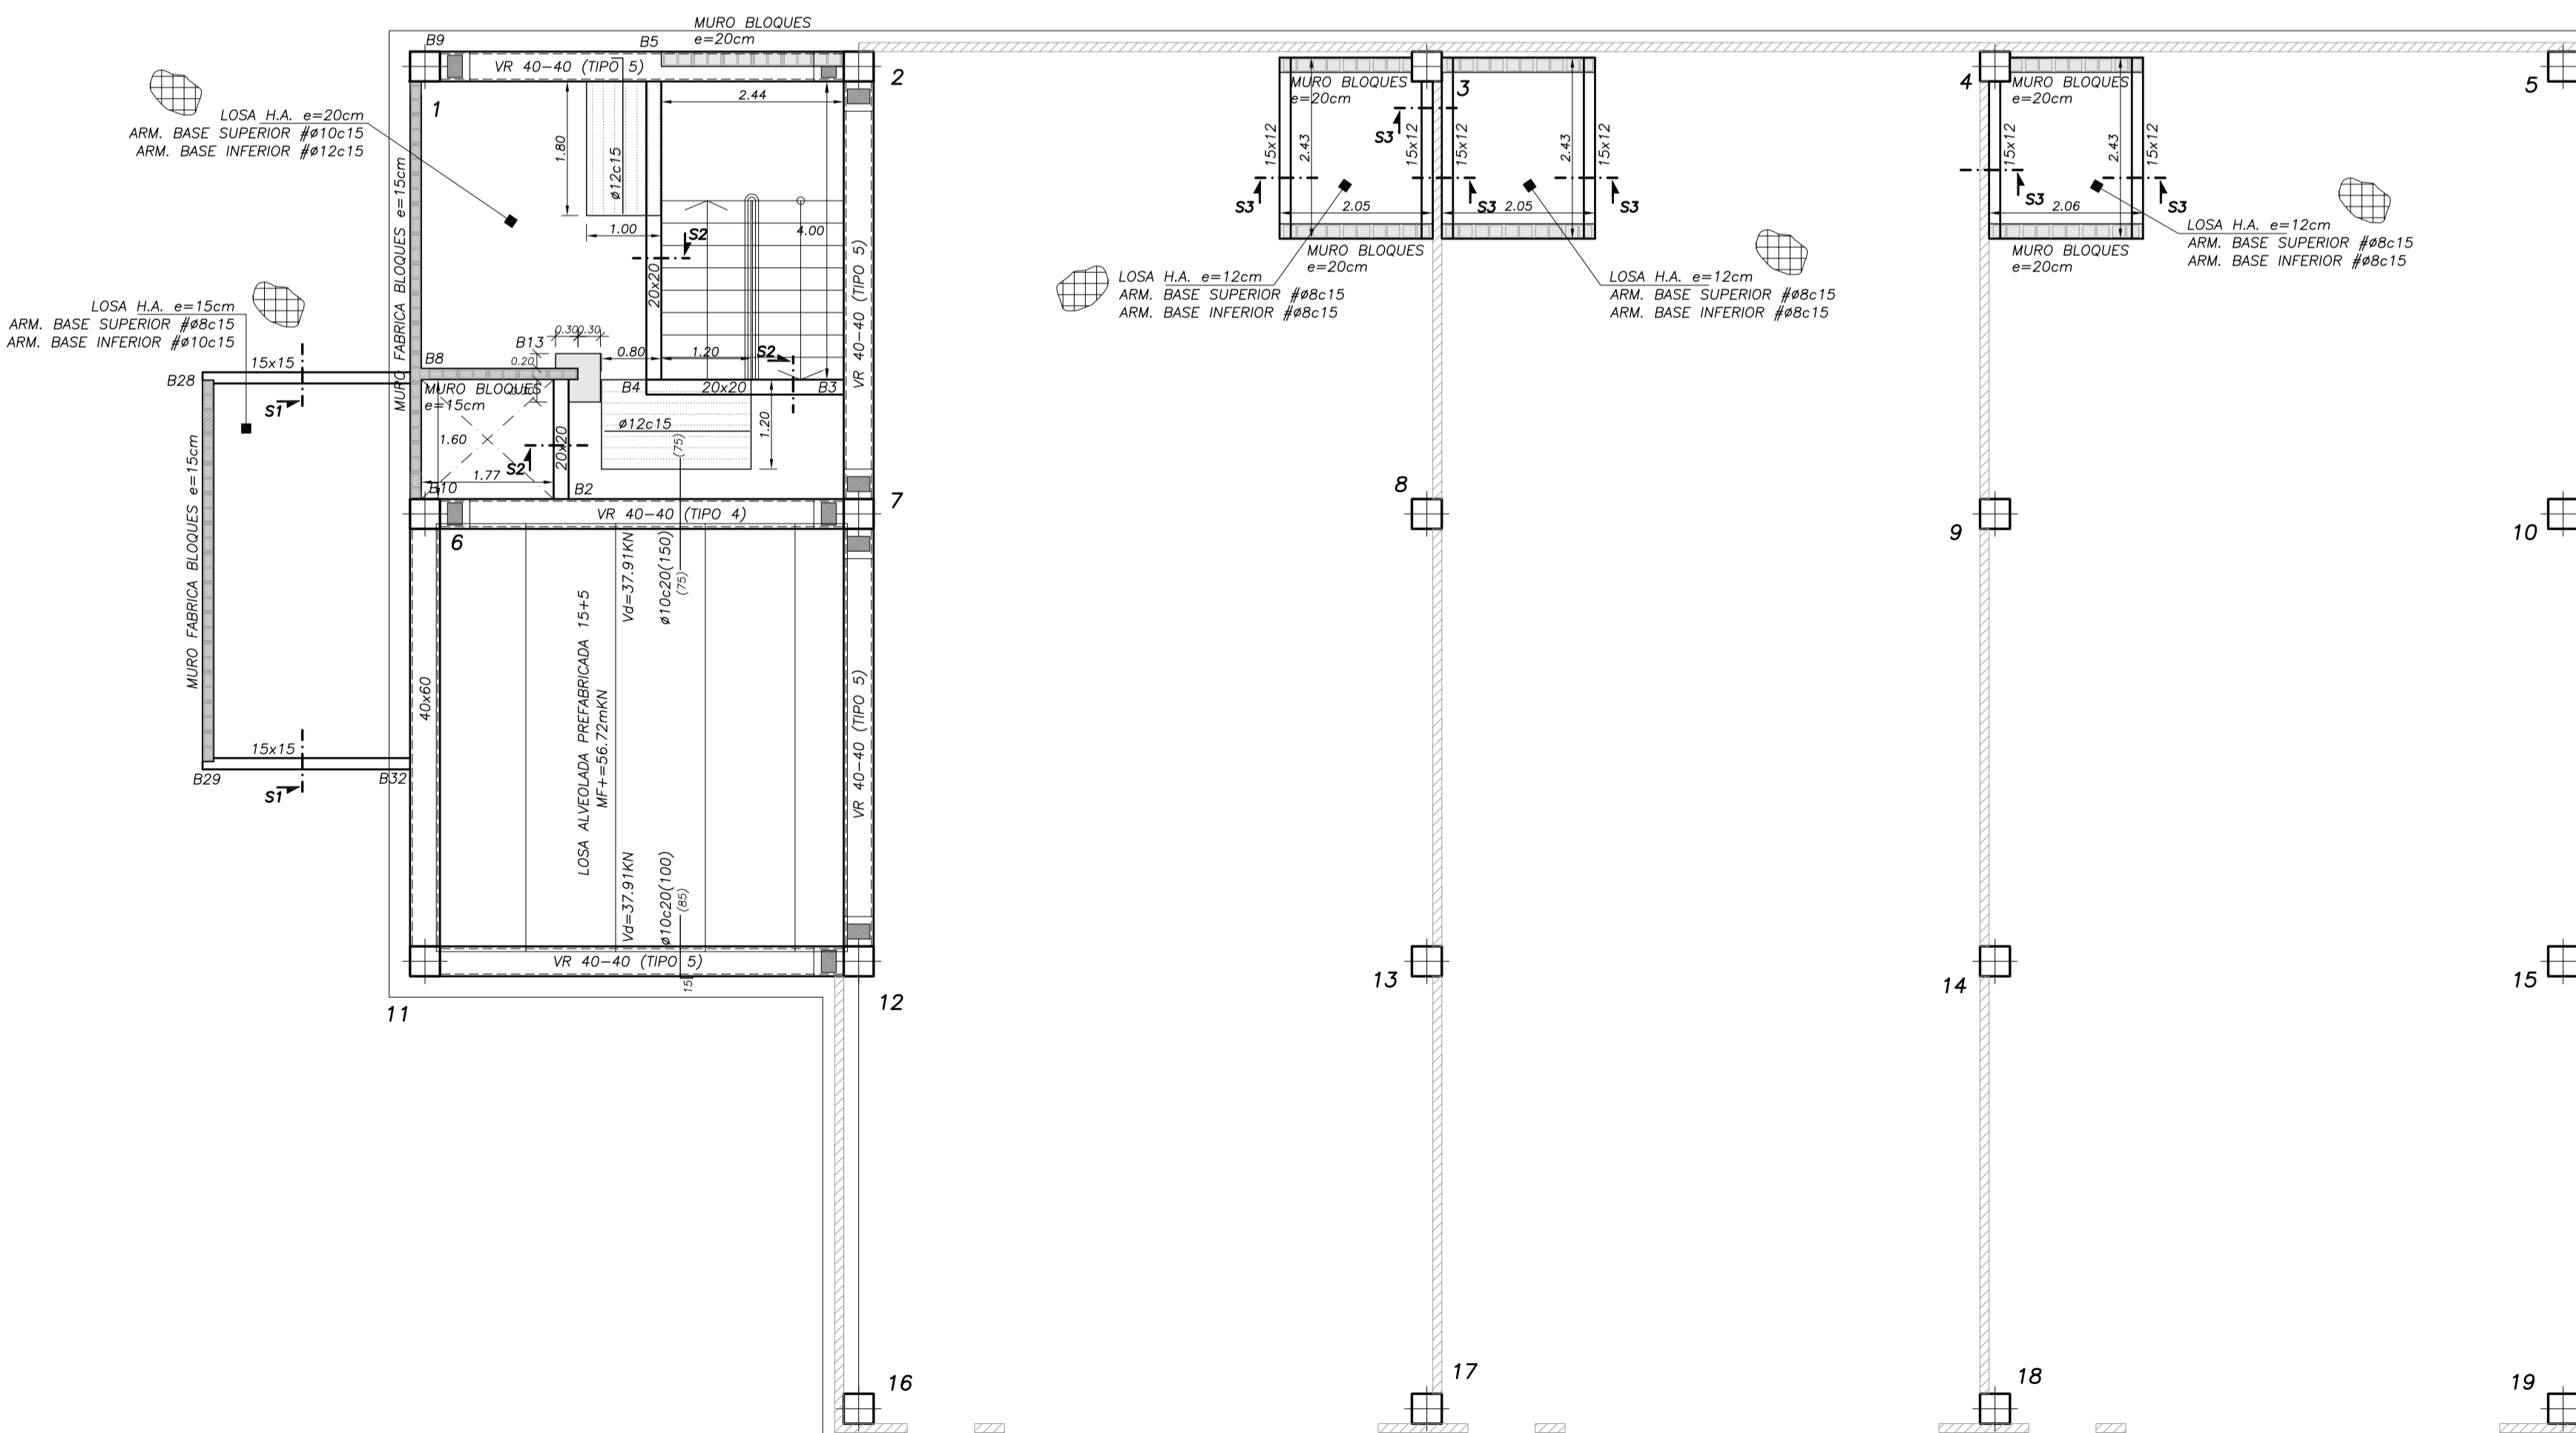 MURO BLOQUES
e=20cm
B9
B5
VR 40-40 (TIPO 5)
2
1
2.44
LOSA H.A. e=20cm
ARM. BASE SUPERIOR #ø10c15
ARM. BASE INFERIOR #ø12c15
MURO FABRICA BLOQUES e=15cm
1.80
ø12c15
1.00
S2
4.00
20x20
VR 40-40 (TIPO 5)
LOSA H.A. e=15cm
ARM. BASE SUPERIOR #ø8c15
ARM. BASE INFERIOR #ø10c15
15x15
B28
S1
0.30
0.30
B13
0.20
0.80
1.20
S2
B8
MURO BLOQUES
e=15cm
B4
20x20
B3
ø12c15
(75)
1.20
1.60
20x20
S2
1.77
B10
B2
7
VR 40-40 (TIPO 4)
6
MURO FABRICA BLOQUES e=15cm
Vd=37.91KN
ø10c20(150)
(75)
LOSA ALVEOLADA PREFABRICADA 15+5
MF+=56.72mKN
40x60
VR 40-40 (TIPO 5)
15x15
B29
B32
S1
Vd=37.91KN
ø10c20(100)
(85)
VR 40-40 (TIPO 5)
15
11
12
MURO BLOQUES
e=20cm
3
S3
15x12
2.43
15x12
15x12
2.43
15x12
S3
2.05
S3
2.05
S3
MURO BLOQUES
e=20cm
LOSA H.A. e=12cm
ARM. BASE SUPERIOR #ø8c15
ARM. BASE INFERIOR #ø8c15
LOSA H.A. e=12cm
ARM. BASE SUPERIOR #ø8c15
ARM. BASE INFERIOR #ø8c15
4
MURO BLOQUES
e=20cm
15x12
2.43
15x12
S3
2.06
S3
MURO BLOQUES
e=20cm
LOSA H.A. e=12cm
ARM. BASE SUPERIOR #ø8c15
ARM. BASE INFERIOR #ø8c15
5
8
9
10
13
14
15
16
17
18
19